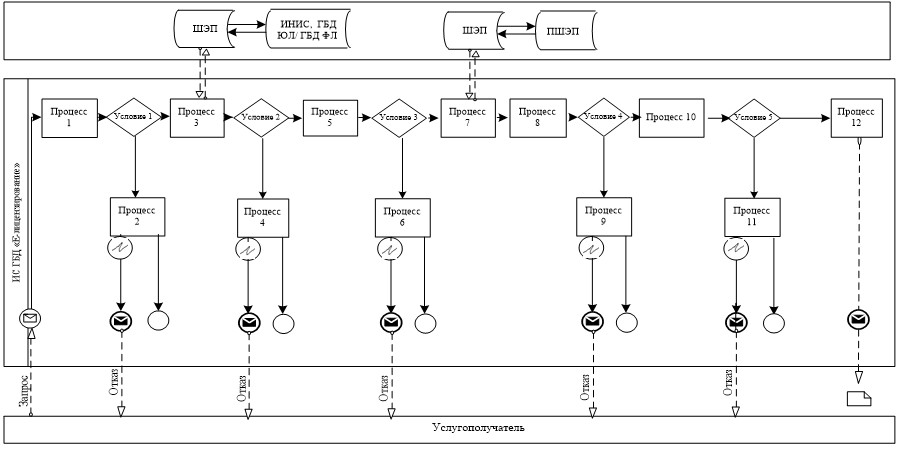 ШЭП
ИНИС, ГБД
ЮЛ/ ГБД ФЛ
ШЭП
ПШЭП
ИС ГБД «Е-лицензирование»
Процесс
1
Условие 1
Процесс
3
Условие 2
Процесс
5
Условие 3
Процесс
7
Процесс
8
Условие 4
Процесс 10
Условие 5
Процесс
12
Процесс
2
Процесс
4
Процесс
6
Процесс
9
Процесс
11
Запрос
Отказ
Отказ
Отказ
Отказ
Отказ
Услугополучатель